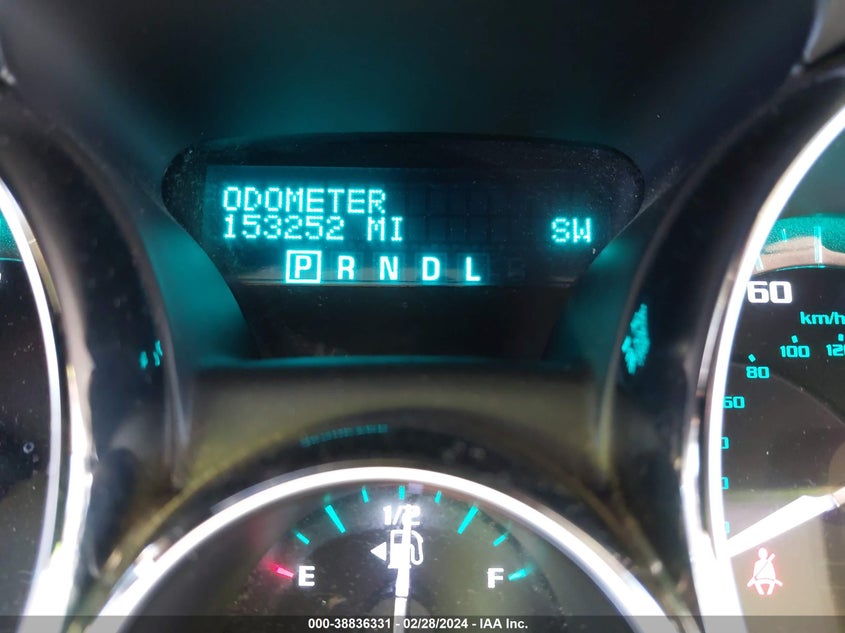 ODOMETER
153252 MI SW
P R N D L
60
km/h
100 120
80
60
1/2
E F
000-38836331 - 02/28/2024 - IAA Inc.